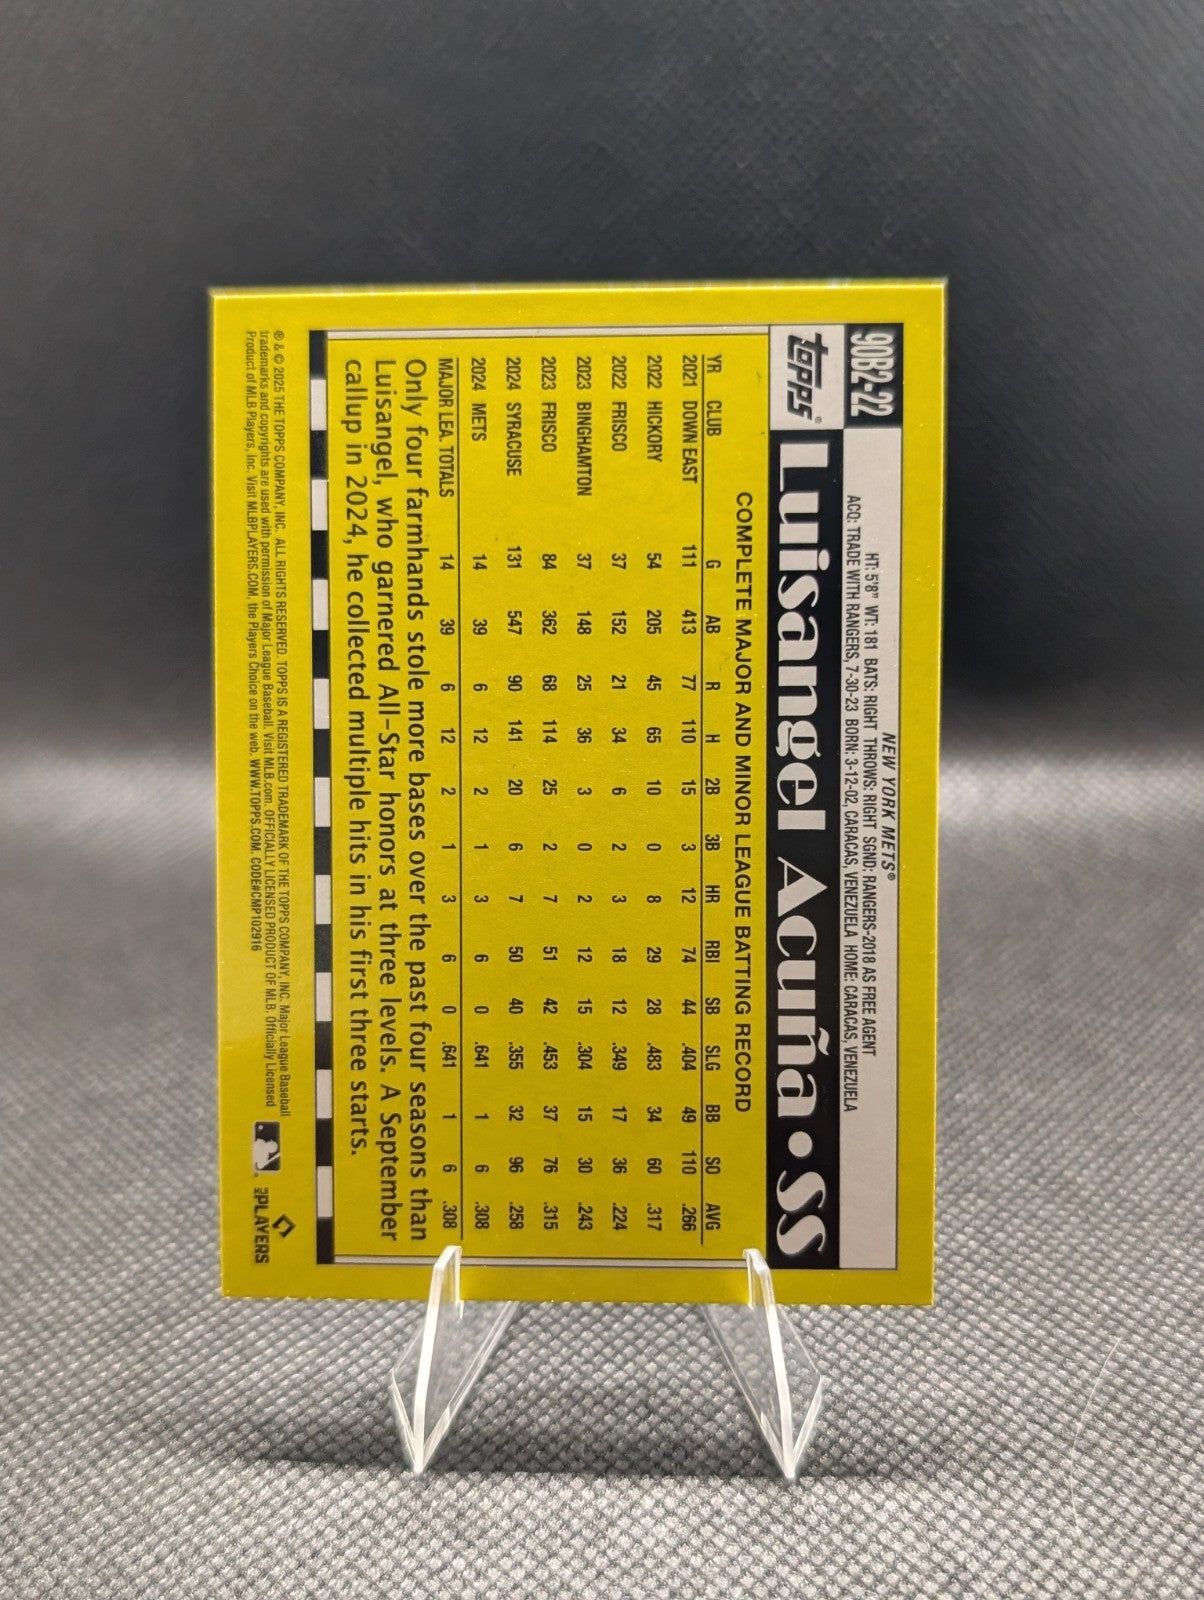 90B2-22
NEW YORK METS®
HT: 5'8" WT: 181 BATS: RIGHT THROWS: RIGHT SGND: RANGERS-2018 AS FREE AGENT
ACQ: TRADE WITH RANGERS, 7-30-23 BORN: 3-12-02, CARACAS, VENEZUELA HOME: CARACAS, VENEZUELA
topps® Luisangel Acuña • SS
COMPLETE MAJOR AND MINOR LEAGUE BATTING RECORD
YR CLUB G AB R H 2B 3B HR RBI SB SLG BB SO AVG
2021 DOWN EAST 111 413 77 110 15 3 12 74 44 .404 49 110 .266
2022 HICKORY 54 205 45 65 10 0 8 29 28 .483 34 60 .317
2022 FRISCO 37 152 21 34 6 2 3 18 12 .349 17 36 .224
2023 BINGHAMTON 37 148 25 36 3 0 2 12 15 .304 15 30 .243
2023 FRISCO 84 362 68 114 25 2 7 51 42 .453 37 76 .315
2024 SYRACUSE 131 547 90 141 20 6 7 50 40 .355 32 96 .258
2024 METS 14 39 6 12 2 1 3 6 0 .641 1 6 .308
MAJOR LEA. TOTALS 14 39 6 12 2 1 3 6 0 .641 1 6 .308
Only four farmhands stole more bases over the past four seasons than
Luisangel, who garnered All-Star honors at three levels. A September
callup in 2024, he collected multiple hits in his first three starts.
® & © 2025 THE TOPPS COMPANY, INC. ALL RIGHTS RESERVED. TOPPS IS A REGISTERED TRADEMARK OF THE TOPPS COMPANY, INC. Major League Baseball
trademarks and copyrights are used with permission of Major League Baseball. Visit MLB.com. OFFICIALLY LICENSED PRODUCT OF MLB. Officially Licensed
Product of MLB Players, Inc. Visit MLBPLAYERS.COM, the Players Choice on the web. WWW.TOPPS.COM. CODE#CMP102916
MLB PLAYERS